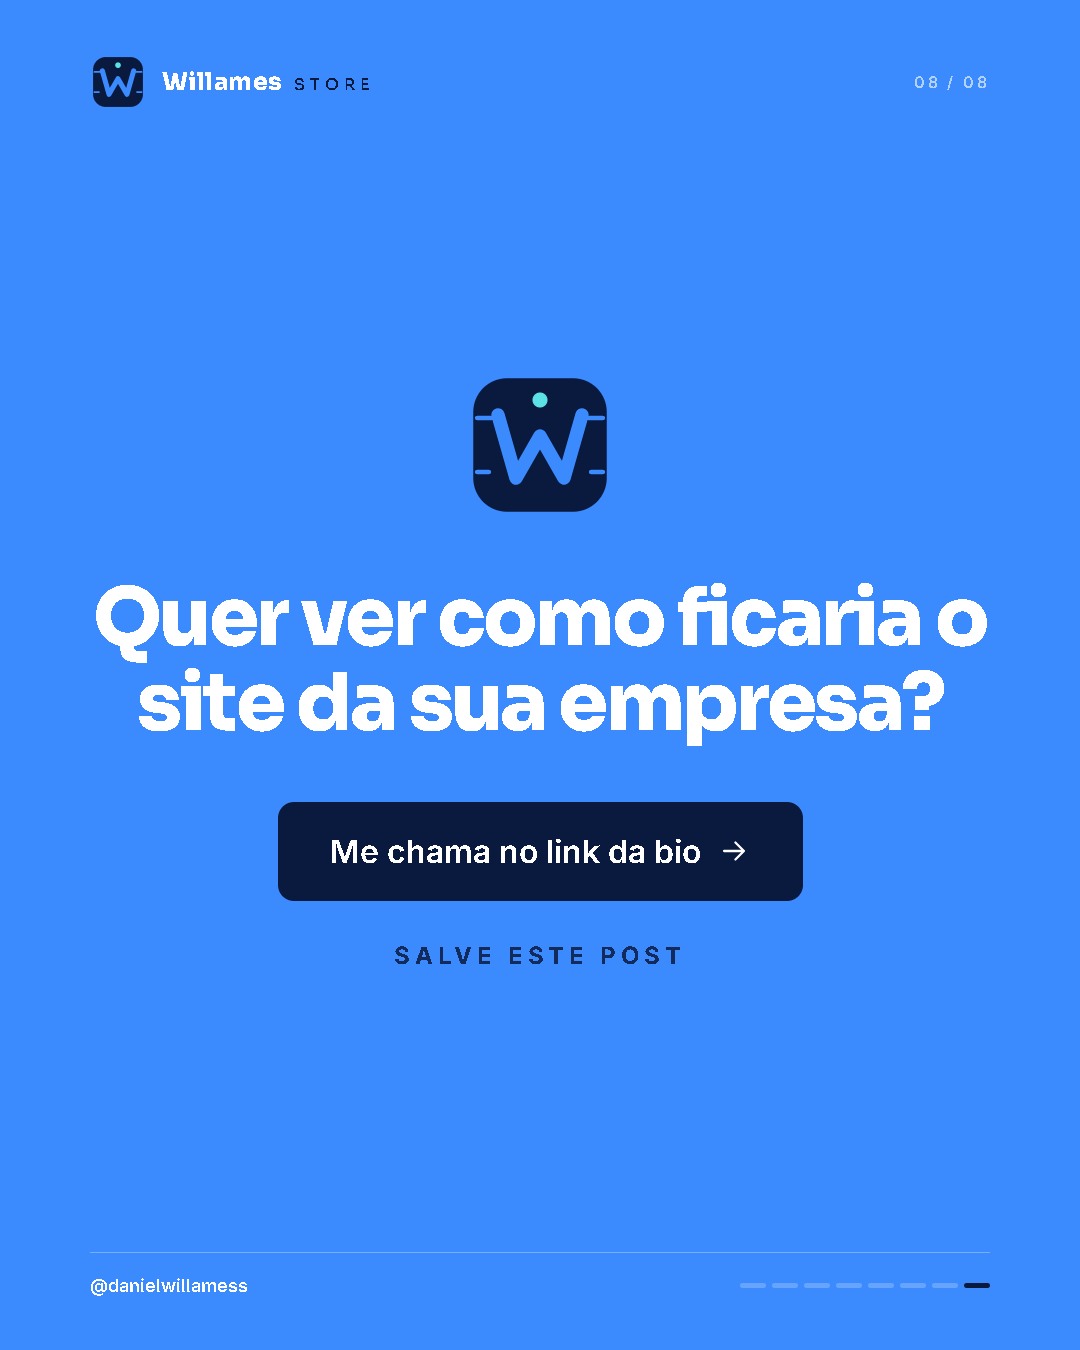 Willames STORE
08 / 08
W
Quer ver como ficaria o
site da sua empresa?
Me chama no link da bio →
SALVE ESTE POST
@danielwillamess